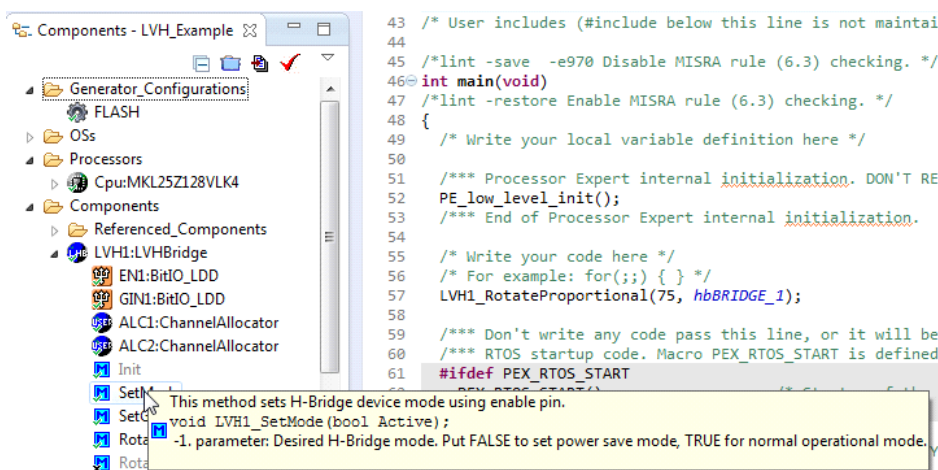 Components - LVH_Example
Generator_Configurations
FLASH
OSs
Processors
Cpu:MKL25Z128VLK4
Components
Referenced_Components
LVH1:LVHBridge
EN1:BitIO_LDD
GIN1:BitIO_LDD
ALC1:ChannelAllocator
ALC2:ChannelAllocator
Init
43 /* User includes (#include below this line is not maintai
44
45 /*lint -save  -e970 Disable MISRA rule (6.3) checking. */
46 int main(void)
47 /*lint -restore Enable MISRA rule (6.3) checking. */
48 {
49 /* Write your local variable definition here */
50
51 /*** Processor Expert internal initialization. DON'T RE
52 PE_low_level_init();
53 /*** End of Processor Expert internal initialization.
54
55 /* Write your code here */
56 /* For example: for(;;) { } */
57 LVH1_RotateProportional(75, hbBRIDGE_1);
58
59 /*** Don't write any code pass this line, or it will be
60 /*** RTOS startup code. Macro PEX_RTOS_START is defined
61 #ifdef PEX_RTOS_START
This method sets H-Bridge device mode using enable pin.
void LVH1_SetMode(bool Active);
-1. parameter: Desired H-Bridge mode. Put FALSE to set power save mode, TRUE for normal operational mode.